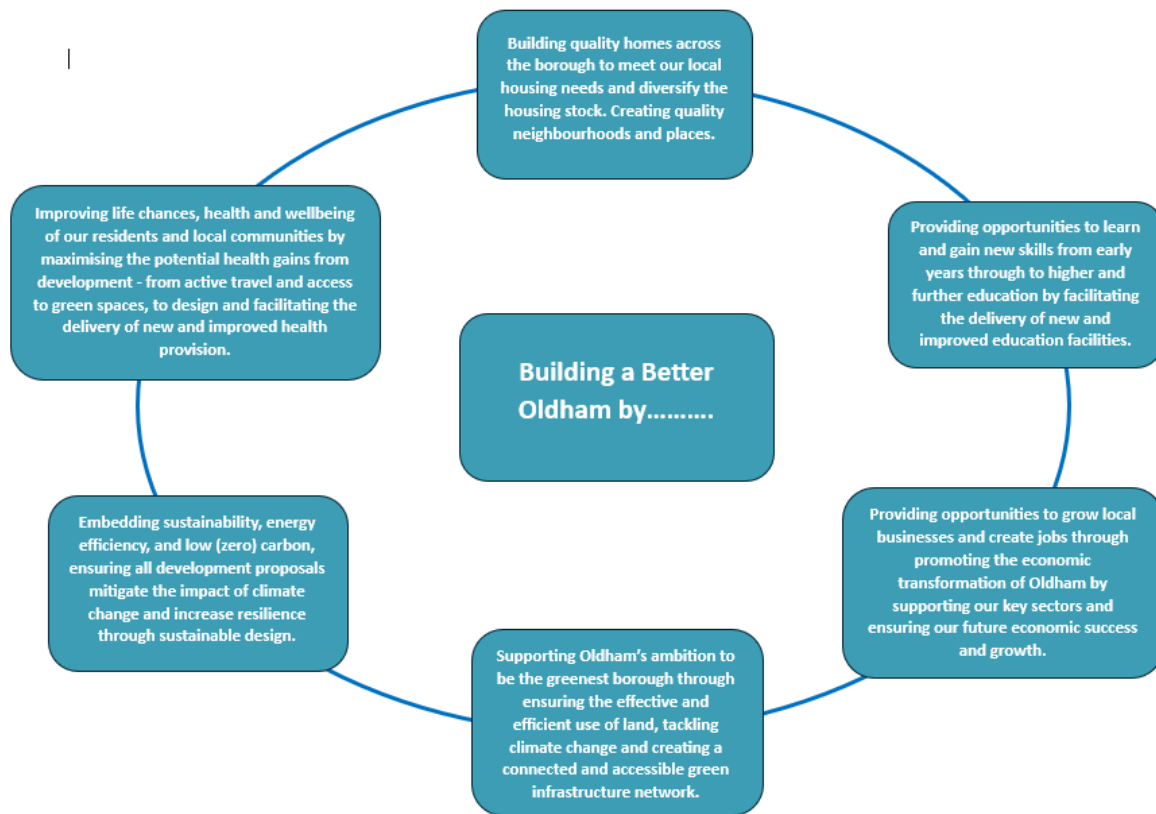 Building quality homes across
the borough to meet our local
housing needs and diversify the
housing stock. Creating quality
neighbourhoods and places.
Improving life chances, health and wellbeing
of our residents and local communities by
maximising the potential health gains from
development - from active travel and access
to green spaces, to design and facilitating the
delivery of new and improved health
provision.
Providing opportunities to learn
and gain new skills from early
years through to higher and
further education by facilitating
the delivery of new and
improved education facilities.
Building a Better
Oldham by……….
Embedding sustainability, energy
efficiency, and low (zero) carbon,
ensuring all development proposals
mitigate the impact of climate
change and increase resilience
through sustainable design.
Providing opportunities to grow local
businesses and create jobs through
promoting the economic
transformation of Oldham by
supporting our key sectors and
ensuring our future economic success
and growth.
Supporting Oldham’s ambition to
be the greenest borough through
ensuring the effective and
efficient use of land, tackling
climate change and creating a
connected and accessible green
infrastructure network.